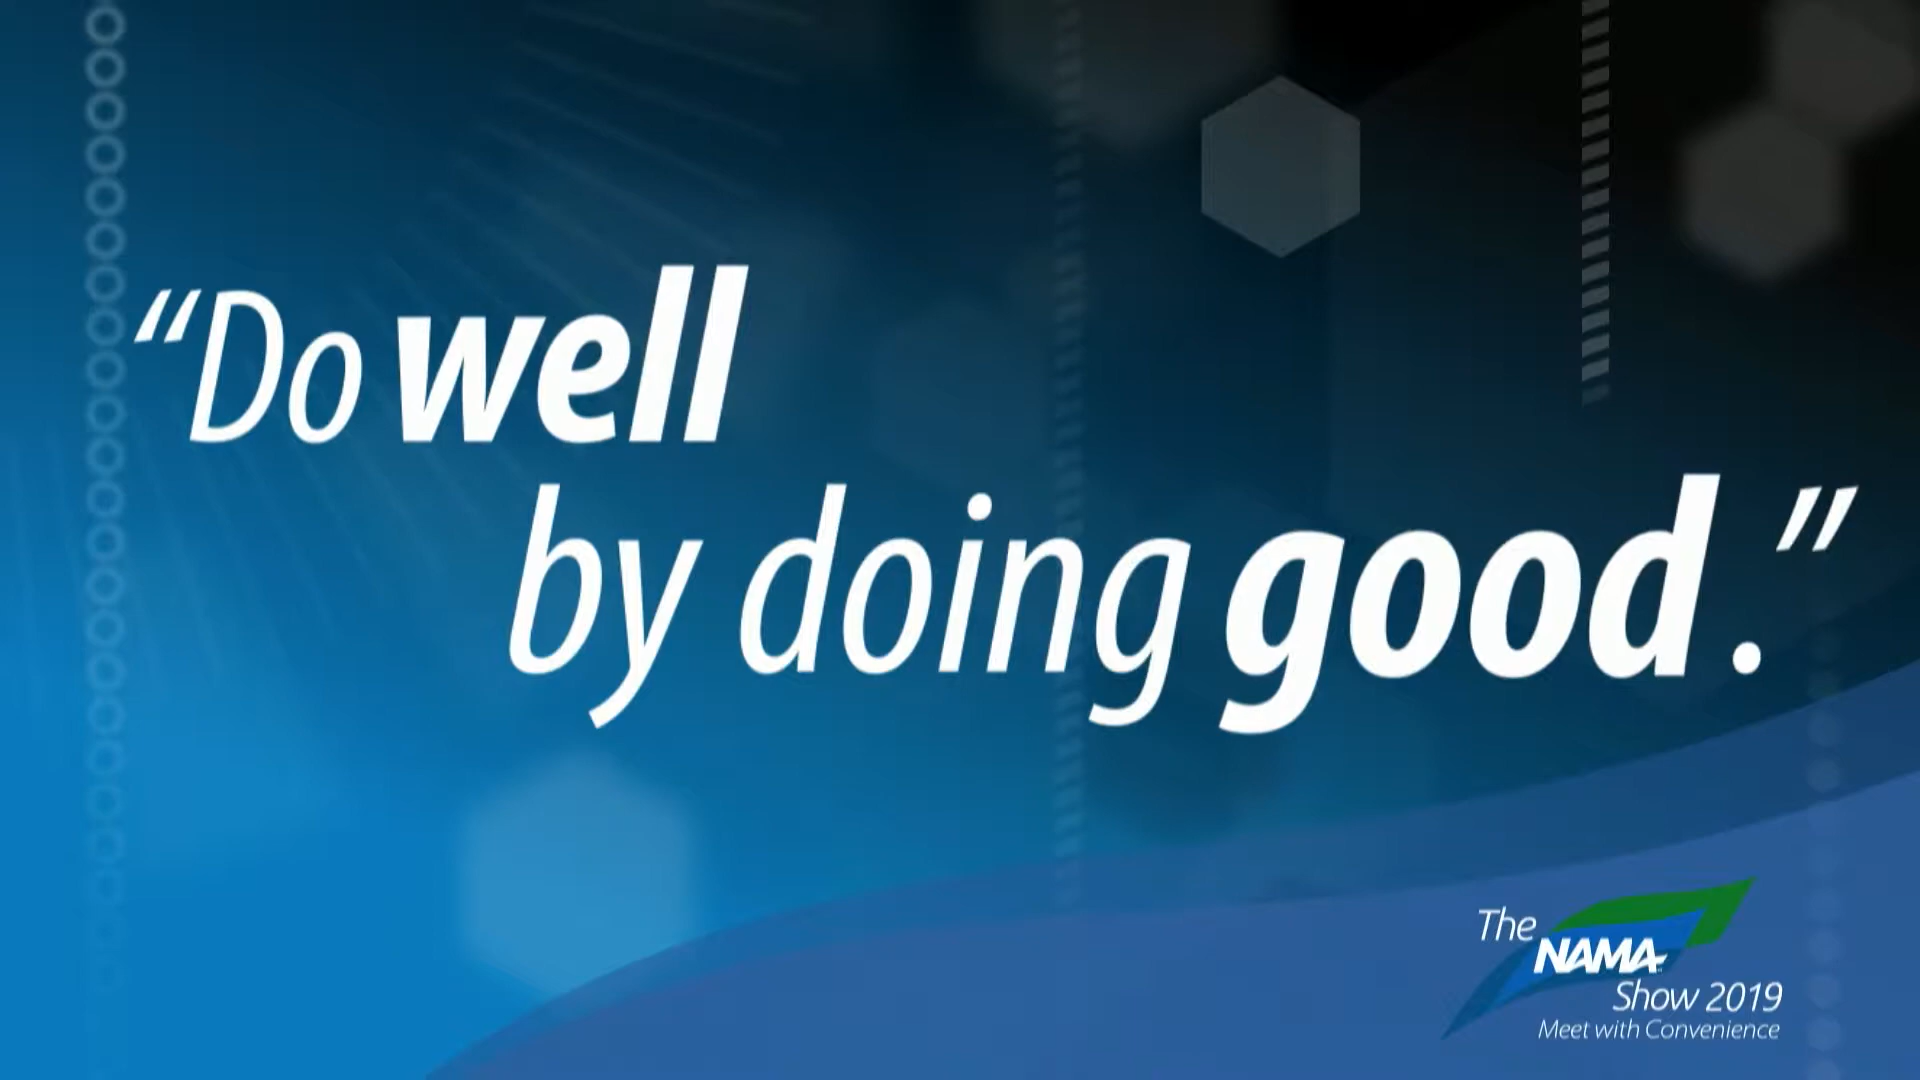 “Do well
by doing good.”
The
NAMA
Show 2019
Meet with Convenience